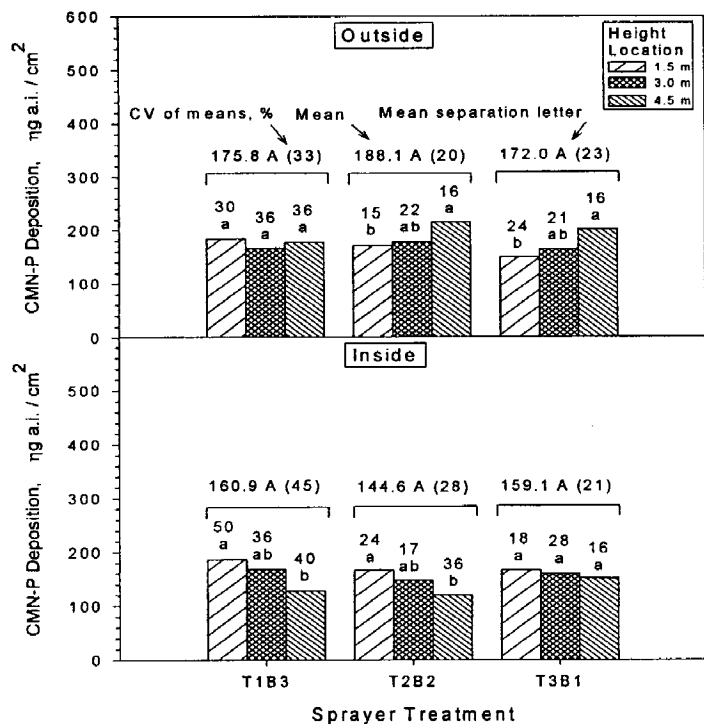 600
Outside
Height
Location
1.5 m
3.0 m
4.5 m
500
400
CV of means, % Mean Mean separation letter
175.8 A (33) 188.1 A (20) 172.0 A (23)
300
30 36 36 15 22 16 24 21 16
a a a b ab a b ab a
200
100
0
CMN-P Deposition, ηg a.i. / cm²
Inside
500
400
300
160.9 A (45) 144.6 A (28) 159.1 A (21)
50 36 40 24 17 36 18 28 16
a ab b a ab b a a a
200
100
0
CMN-P Deposition, ηg a.i. / cm²
T1B3 T2B2 T3B1
Sprayer Treatment